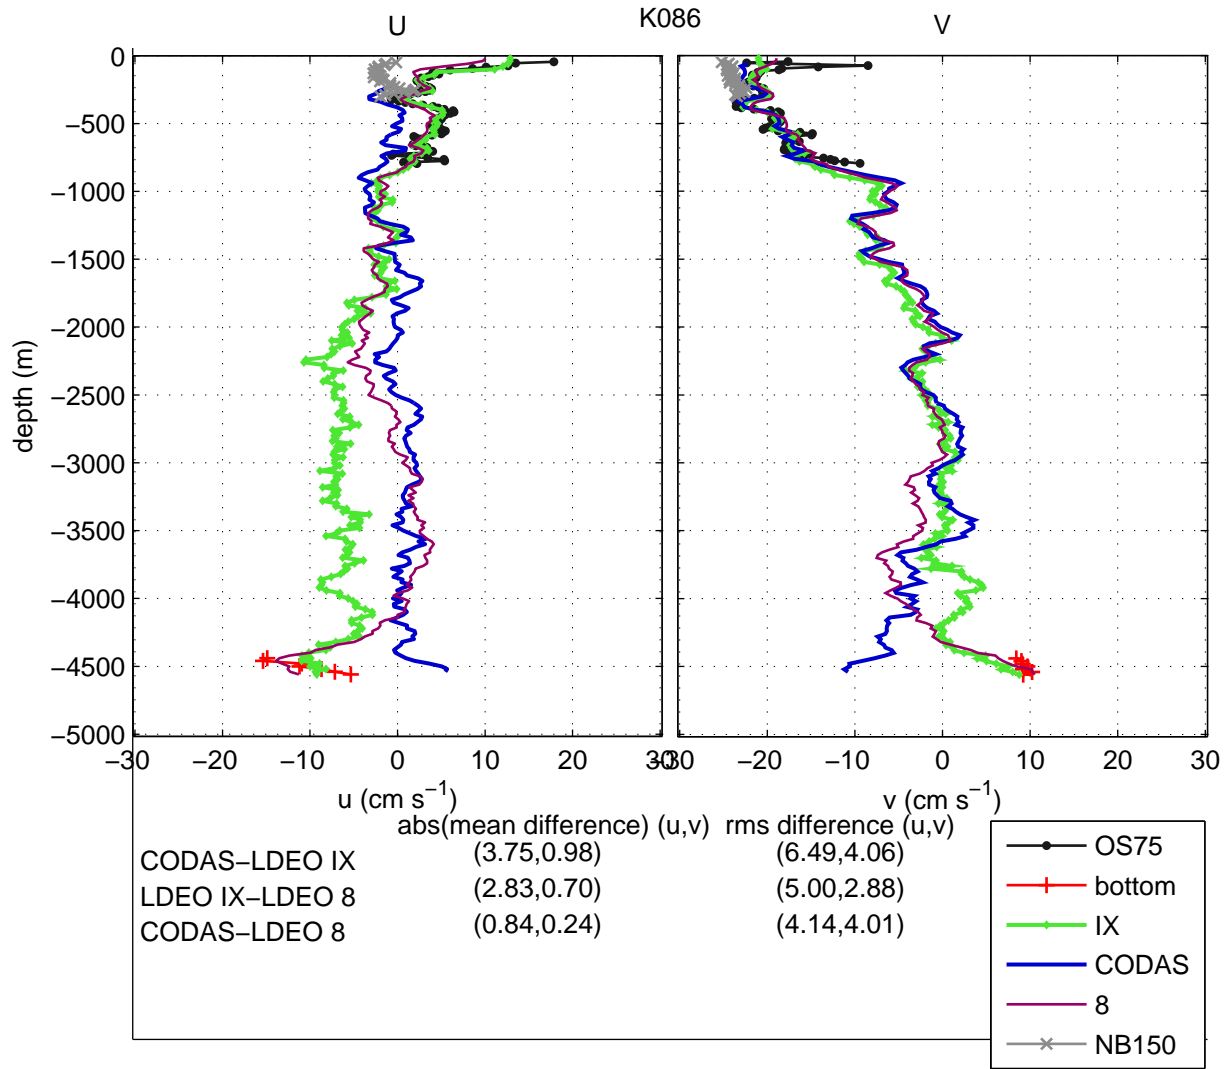 K086
U V
0
−500
−1000
−1500
−2000
−2500
−3000
−3500
−4000
−4500
−5000
depth (m)
−30 −20 −10 0 10 20 30
−30 −20 −10 0 10 20 30
u (cm s−1) v (cm s−1)
abs(mean difference) (u,v) rms difference (u,v)
CODAS−LDEO IX (3.75,0.98) (6.49,4.06)
LDEO IX−LDEO 8 (2.83,0.70) (5.00,2.88)
CODAS−LDEO 8 (0.84,0.24) (4.14,4.01)
OS75
bottom
IX
CODAS
8
NB150